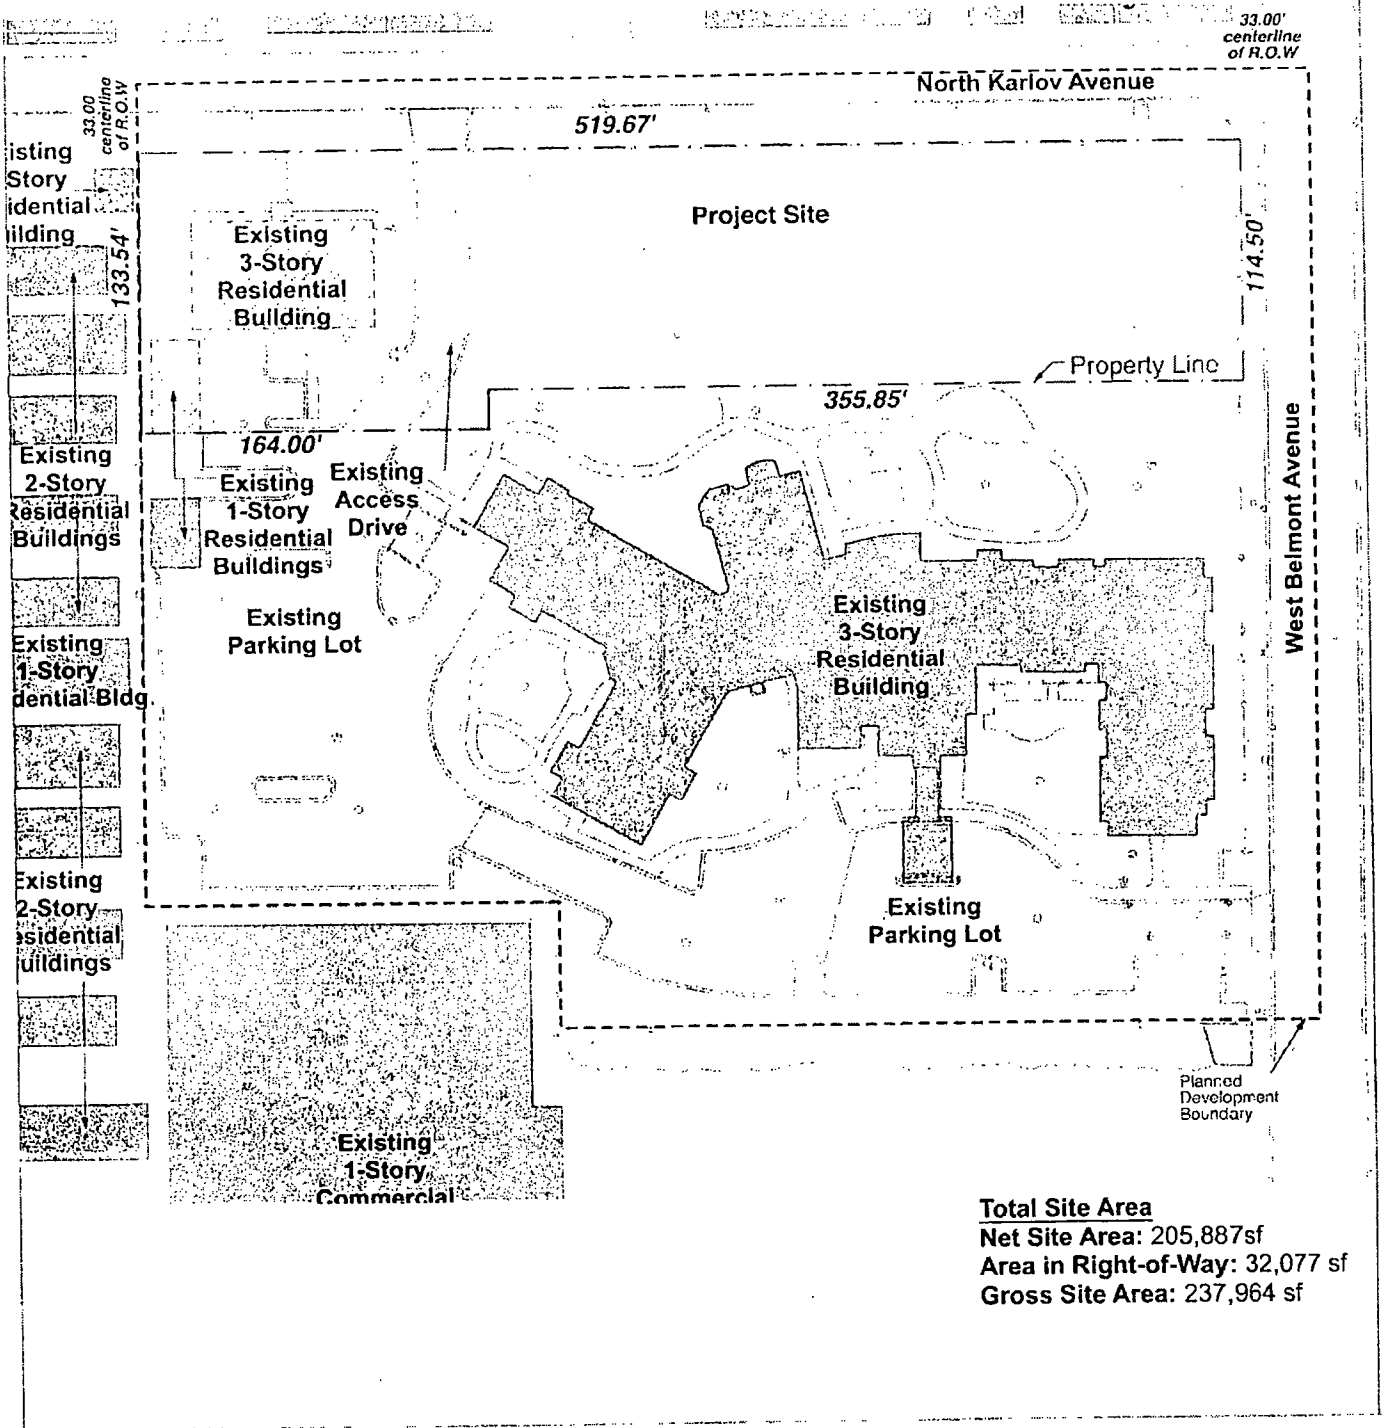 33.00'
centerline
of R.O.W
North Karlov Avenue
33.00
centerline
of R.O.W
519.67'
isting
Story
idential
ilding
133.54'
Existing
3-Story
Residential
Building
Project Site
114.50'
Property Line
355.85'
164.00'
Existing
2-Story
Residential
Buildings
Existing
1-Story
Residential
Buildings
Existing
Access
Drive
West Belmont Avenue
Existing
Parking Lot
Existing
3-Story
Residential
Building
Existing
1-Story
dential Bldg.
Existing
2-Story
esidential
uildings
Existing
Parking Lot
Planned
Development
Boundary
Existing
1-Story
Commercial
Total Site Area
Net Site Area: 205,887sf
Area in Right-of-Way: 32,077 sf
Gross Site Area: 237,964 sf